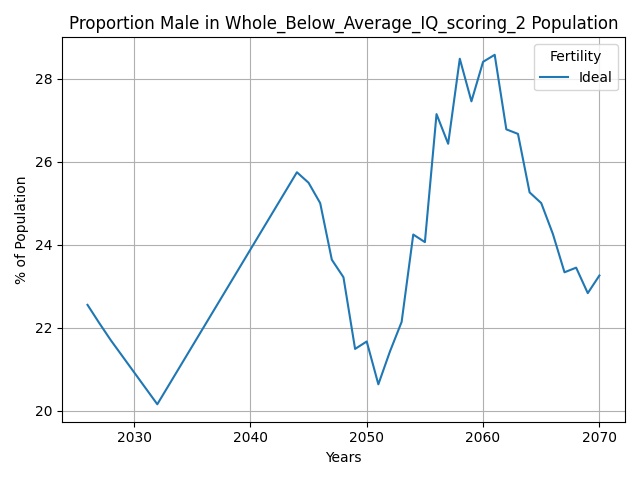 Proportion Male in Whole_Below_Average_IQ_scoring_2 Population
Fertility
Ideal
% of Population
28
26
24
22
20
2030 2040 2050 2060 2070
Years